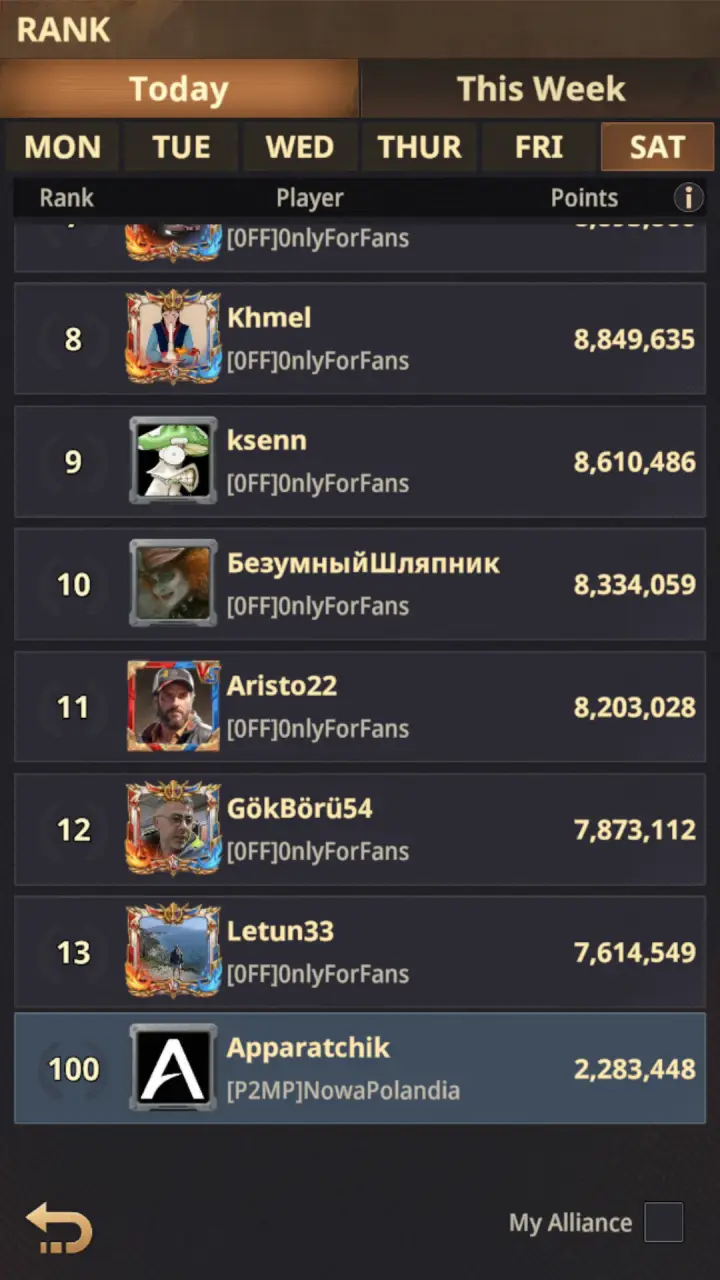 RANK
Today
This Week
MON TUE WED THUR FRI SAT
Rank Player Points i
[0FF]0nlyForFans
8
Khmel
[0FF]0nlyForFans
8,849,635
9
ksenn
[0FF]0nlyForFans
8,610,486
10
БезумныйШляпник
[0FF]0nlyForFans
8,334,059
11
Aristo22
[0FF]0nlyForFans
8,203,028
12
GökBörü54
[0FF]0nlyForFans
7,873,112
13
Letun33
[0FF]0nlyForFans
7,614,549
100
Apparatchik
[P2MP]NowaPolandia
2,283,448
My Alliance